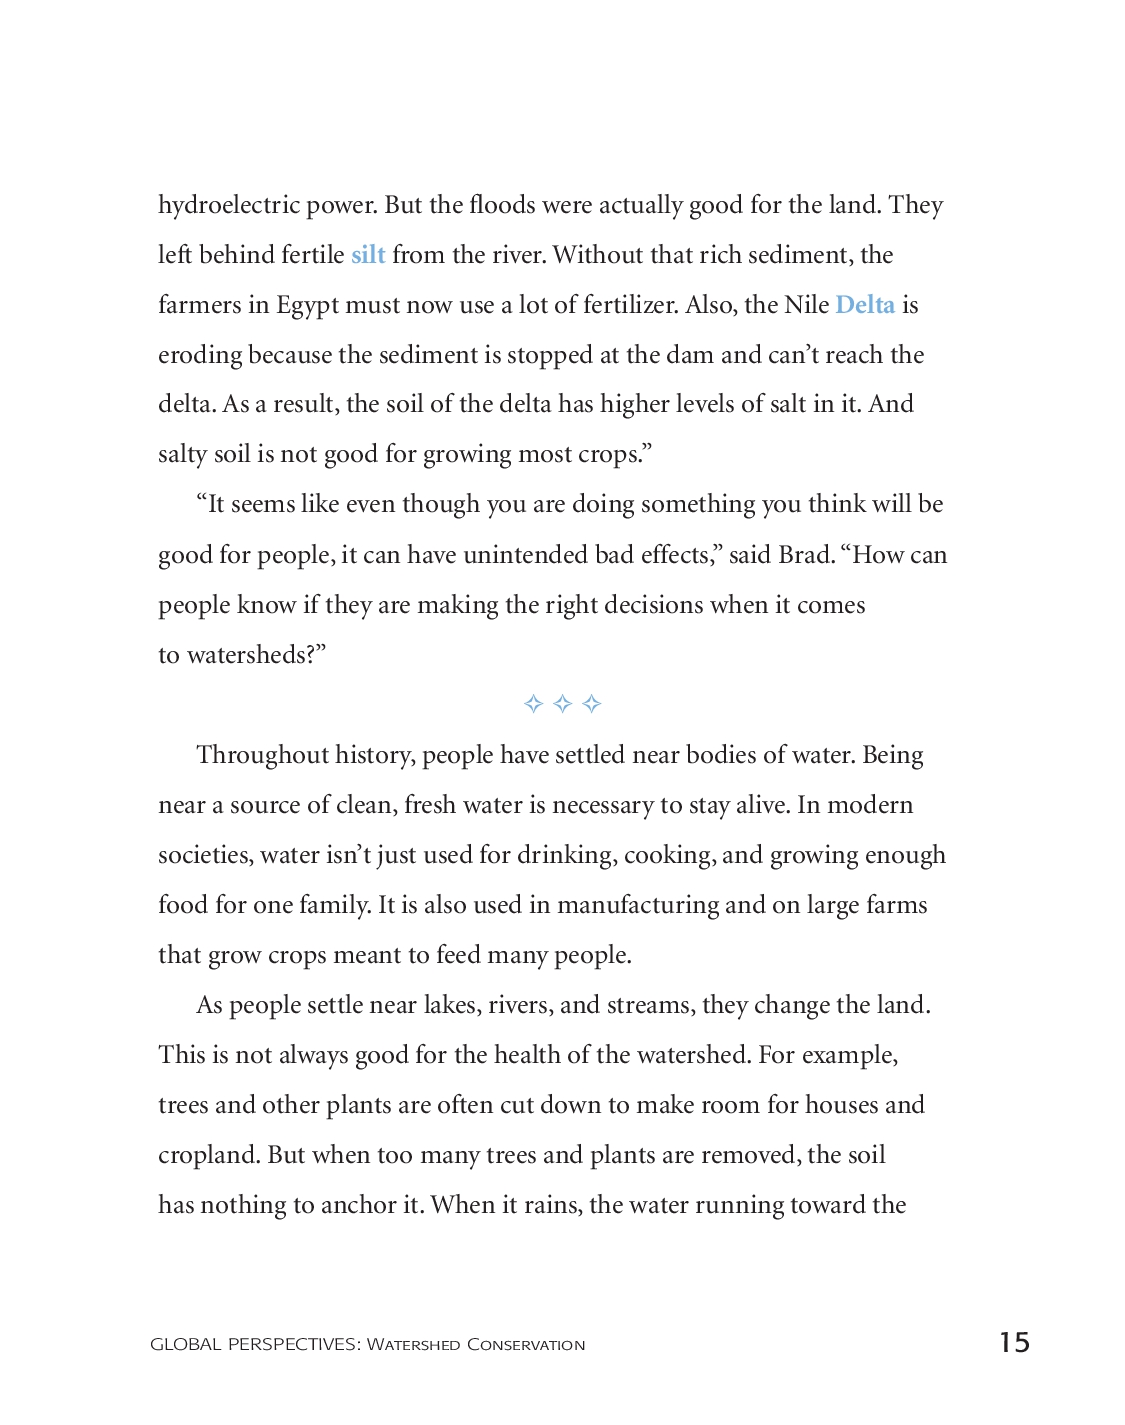 hydroelectric power. But the floods were actually good for the land. They
left behind fertile silt from the river. Without that rich sediment, the
farmers in Egypt must now use a lot of fertilizer. Also, the Nile Delta is
eroding because the sediment is stopped at the dam and can’t reach the
delta. As a result, the soil of the delta has higher levels of salt in it. And
salty soil is not good for growing most crops.”
“It seems like even though you are doing something you think will be
good for people, it can have unintended bad effects,” said Brad. “How can
people know if they are making the right decisions when it comes
to watersheds?”
✧ ✧ ✧
Throughout history, people have settled near bodies of water. Being
near a source of clean, fresh water is necessary to stay alive. In modern
societies, water isn’t just used for drinking, cooking, and growing enough
food for one family. It is also used in manufacturing and on large farms
that grow crops meant to feed many people.
As people settle near lakes, rivers, and streams, they change the land.
This is not always good for the health of the watershed. For example,
trees and other plants are often cut down to make room for houses and
cropland. But when too many trees and plants are removed, the soil
has nothing to anchor it. When it rains, the water running toward the
GLOBAL PERSPECTIVES: Watershed Conservation 15